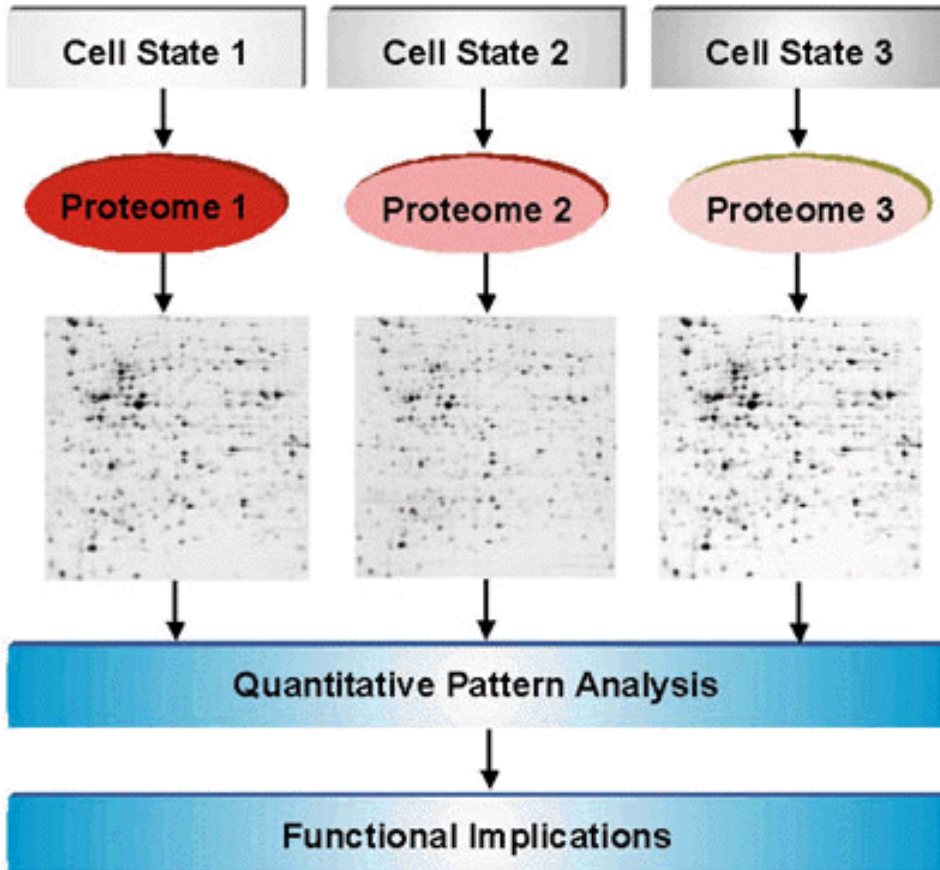 Cell State 1
Cell State 2
Cell State 3
Proteome 1
Proteome 2
Proteome 3
Quantitative Pattern Analysis
Functional Implications